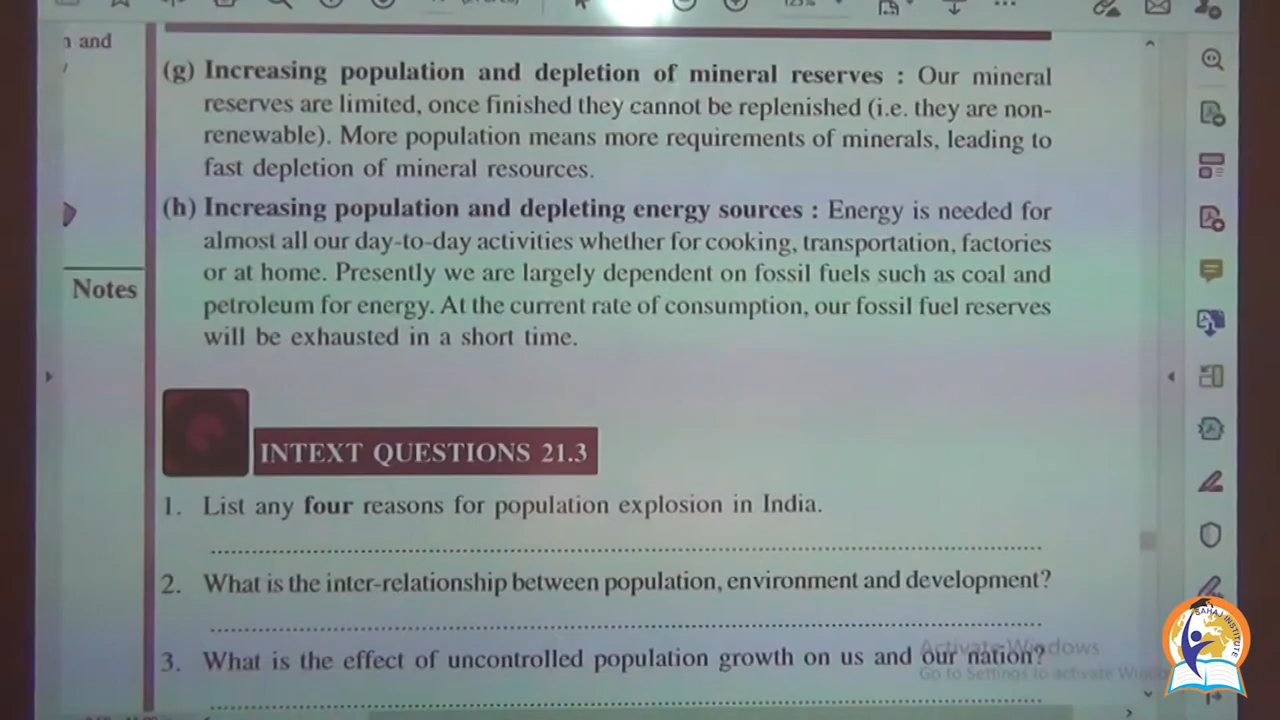 and
(g) Increasing population and depletion of mineral reserves : Our mineral
reserves are limited, once finished they cannot be replenished (i.e. they are non-
renewable). More population means more requirements of minerals, leading to
fast depletion of mineral resources.
(h) Increasing population and depleting energy sources : Energy is needed for
almost all our day-to-day activities whether for cooking, transportation, factories
or at home. Presently we are largely dependent on fossil fuels such as coal and
petroleum for energy. At the current rate of consumption, our fossil fuel reserves
will be exhausted in a short time.
Notes
INTEXT QUESTIONS 21.3
1. List any four reasons for population explosion in India.
2. What is the inter-relationship between population, environment and development?
3. What is the effect of uncontrolled population growth on us and our nation?
Activate Windows
Go to Settings to activate
SAHAJ INSTITUTE